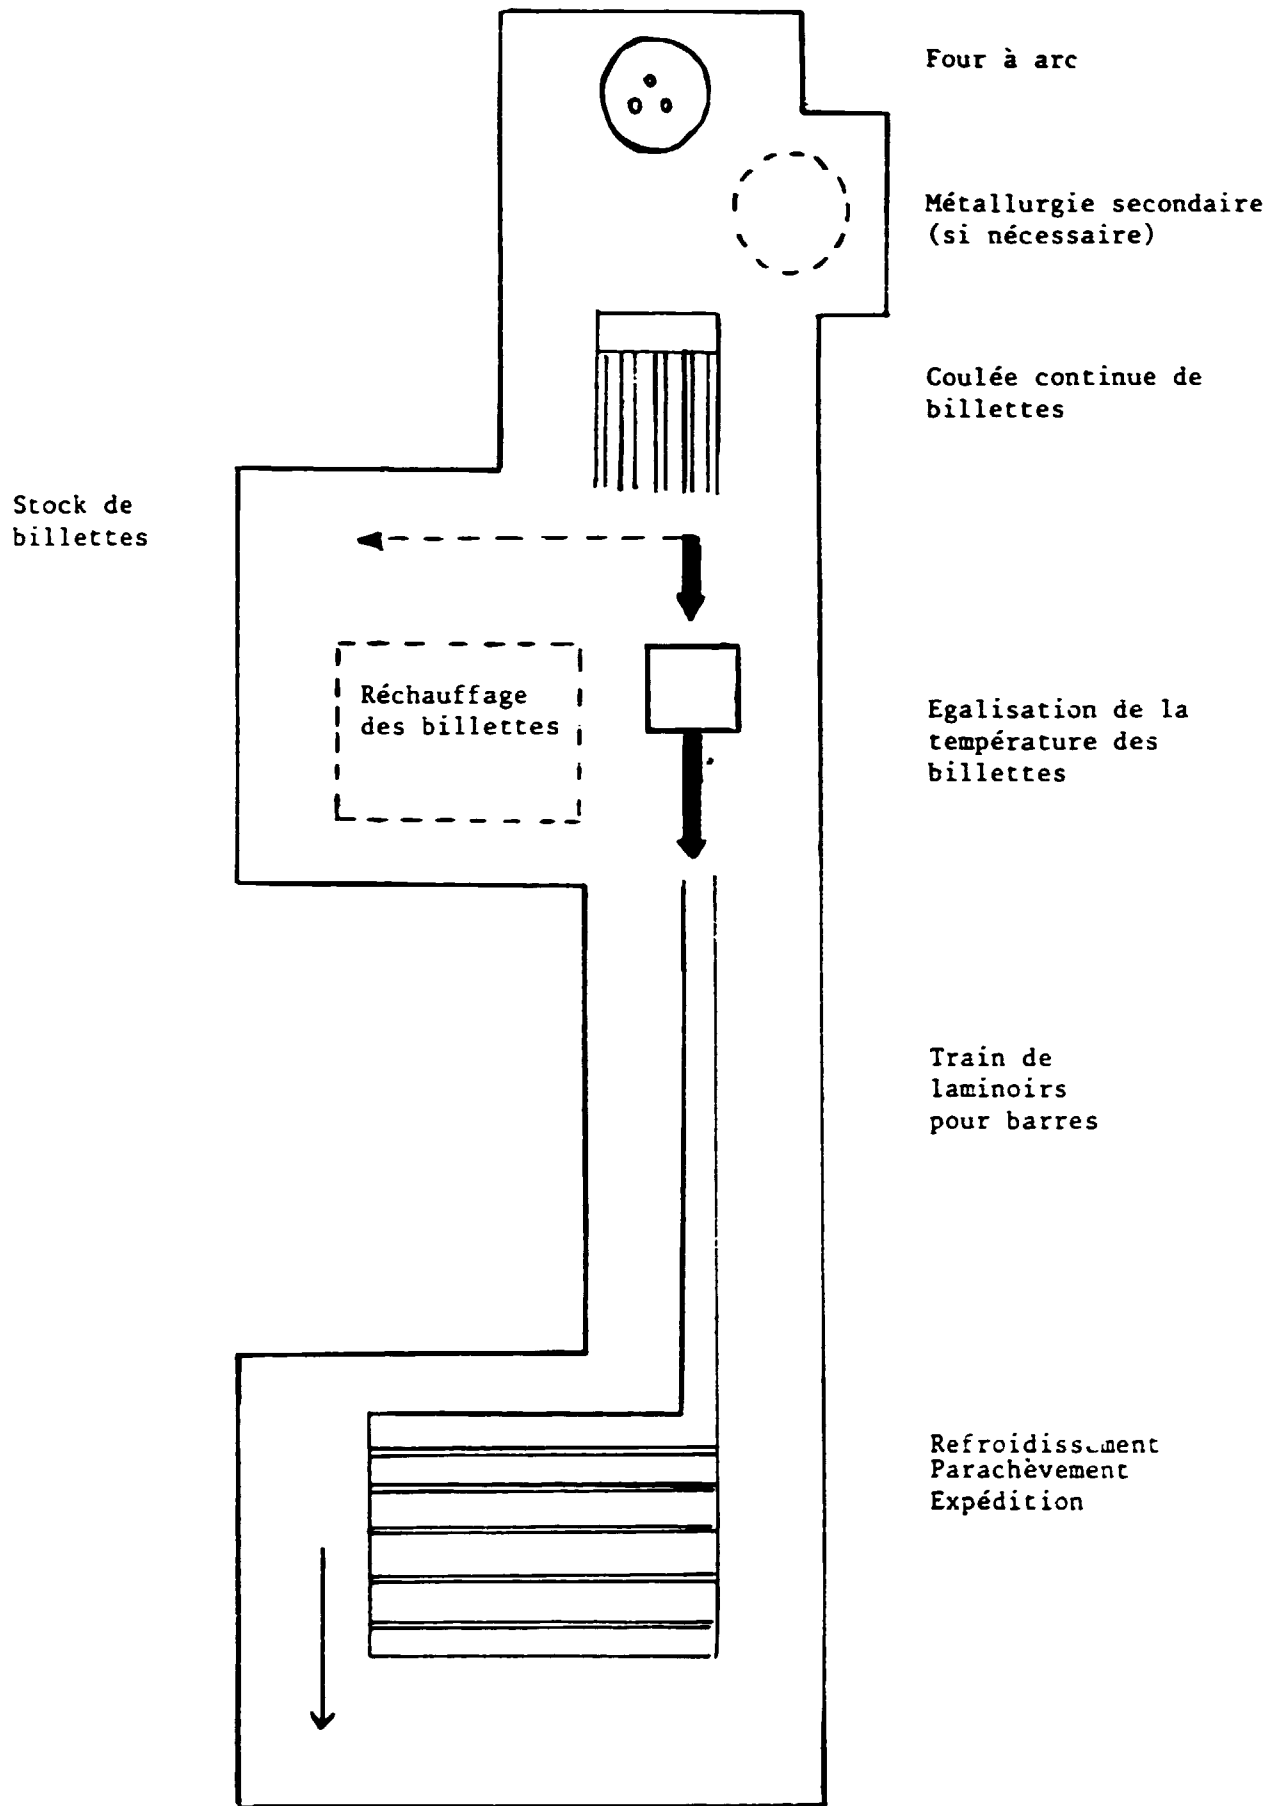 Four à arc
Métallurgie secondaire
(si nécessaire)
Coulée continue de
billettes
Stock de
billettes
Réchauffage
des billettes
Egalisation de la
température des
billettes
Train de
laminoirs
pour barres
Refroidissement
Parachèvement
Expédition